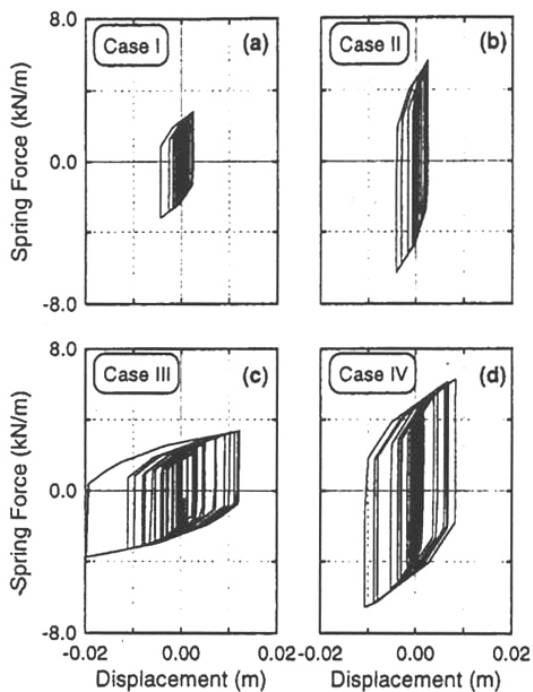 8.0
Case I (a)
Case II (b)
Spring Force (kN/m)
0.0
-8.0
8.0
Case III (c)
Case IV (d)
-Spring Force (kN/m)
0.0
-8.0
-0.02 0.00 0.02 -0.02 0.00 0.02
Displacement (m) Displacement (m)